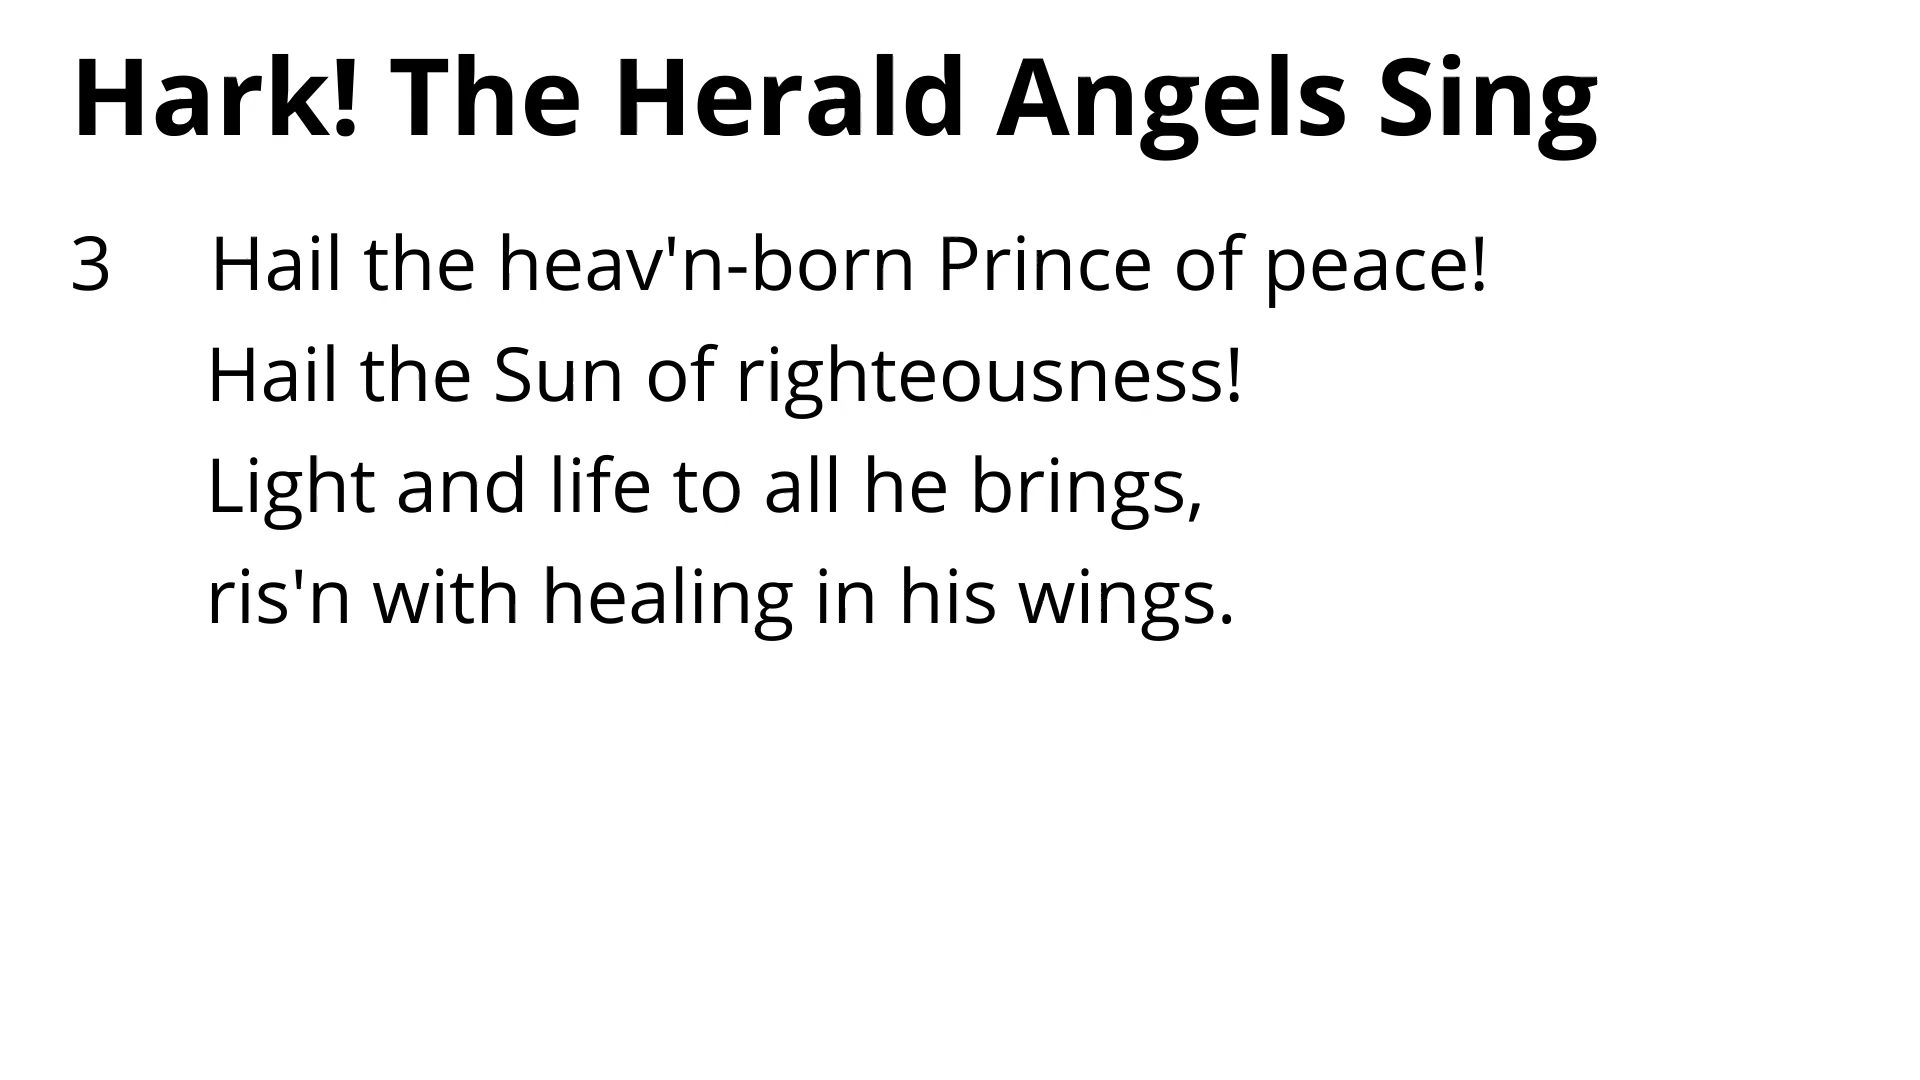 Hark! The Herald Angels Sing
3 Hail the heav'n-born Prince of peace!
Hail the Sun of righteousness!
Light and life to all he brings,
ris'n with healing in his wings.